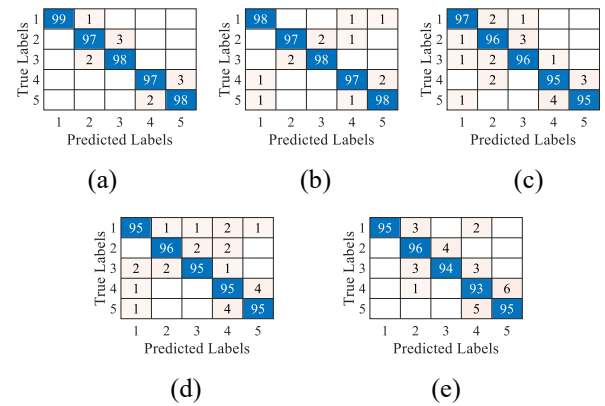 1 99 1
2 97 3
3 2 98
4 97 3
5 2 98
1 2 3 4 5
True Labels
Predicted Labels
(a)
1 98 1 1
2 97 2 1
3 2 98
4 1 97 2
5 1 1 98
1 2 3 4 5
True Labels
Predicted Labels
(b)
1 97 2 1
2 1 96 3
3 1 2 96 1
4 2 95 3
5 1 4 95
1 2 3 4 5
True Labels
Predicted Labels
(c)
1 95 1 1 2 1
2 96 2 2
3 2 2 95 1
4 1 95 4
5 1 4 95
1 2 3 4 5
True Labels
Predicted Labels
(d)
1 95 3 2
2 96 4
3 3 94 3
4 1 93 6
5 5 95
1 2 3 4 5
True Labels
Predicted Labels
(e)